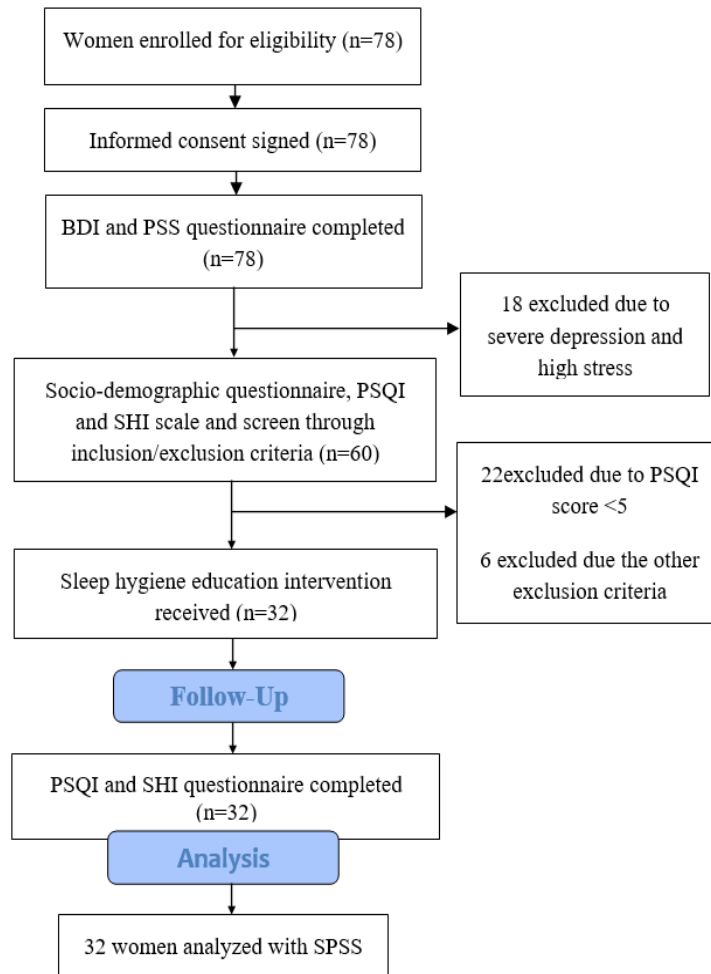 Women enrolled for eligibility (n=78)
Informed consent signed (n=78)
BDI and PSS questionnaire completed
(n=78)
18 excluded due to
severe depression and
high stress
Socio-demographic questionnaire, PSQI
and SHI scale and screen through
inclusion/exclusion criteria (n=60)
22excluded due to PSQI
score <5
6 excluded due the other
exclusion criteria
Sleep hygiene education intervention
received (n=32)
Follow-Up
PSQI and SHI questionnaire completed
(n=32)
Analysis
32 women analyzed with SPSS